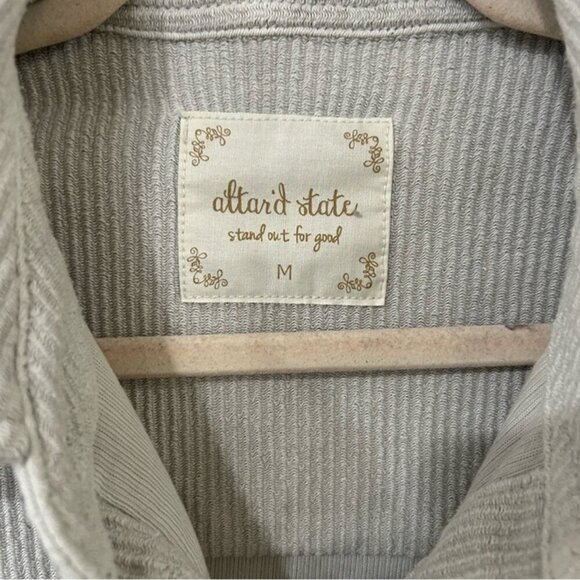 altar'd state
stand out for good
M